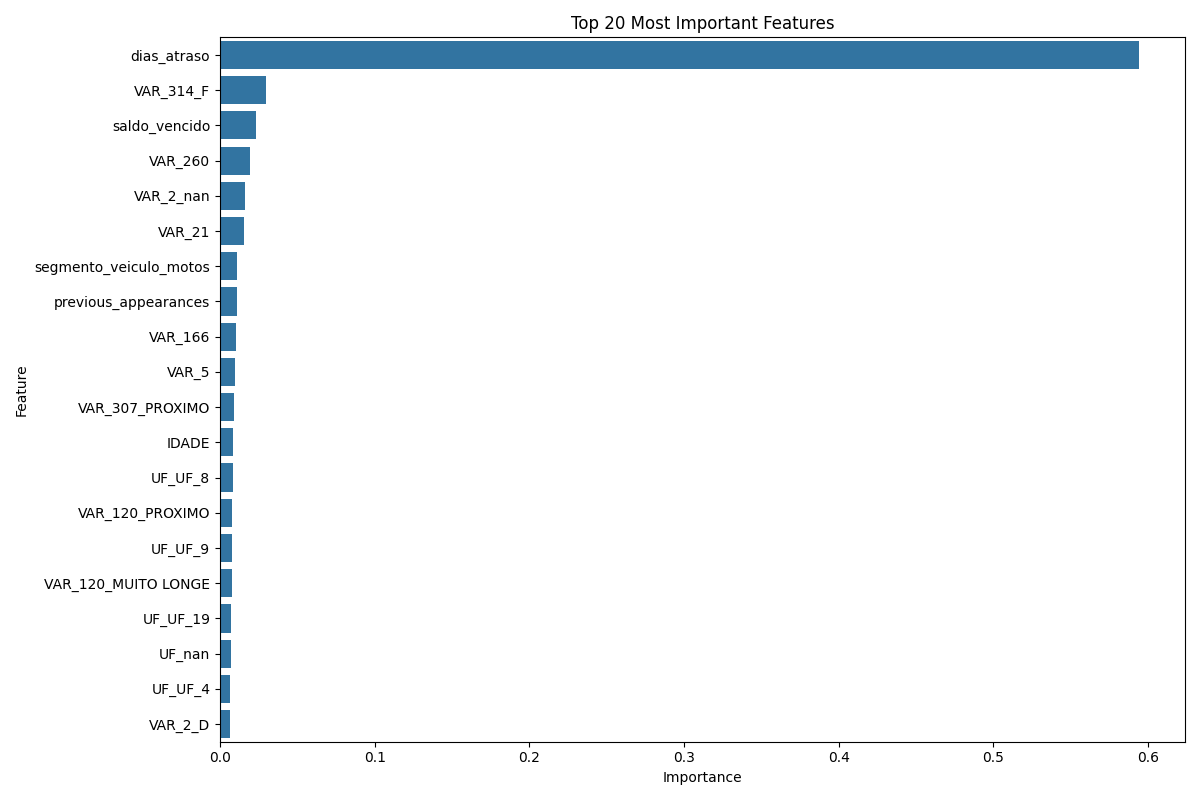 Top 20 Most Important Features
dias_atraso
VAR_314_F
saldo_vencido
VAR_260
VAR_2_nan
VAR_21
segmento_veiculo_motos
previous_appearances
VAR_166
VAR_5
VAR_307_PROXIMO
IDADE
UF_UF_8
VAR_120_PROXIMO
UF_UF_9
VAR_120_MUITO LONGE
UF_UF_19
UF_nan
UF_UF_4
VAR_2_D
Feature
0.0 0.1 0.2 0.3 0.4 0.5 0.6
Importance